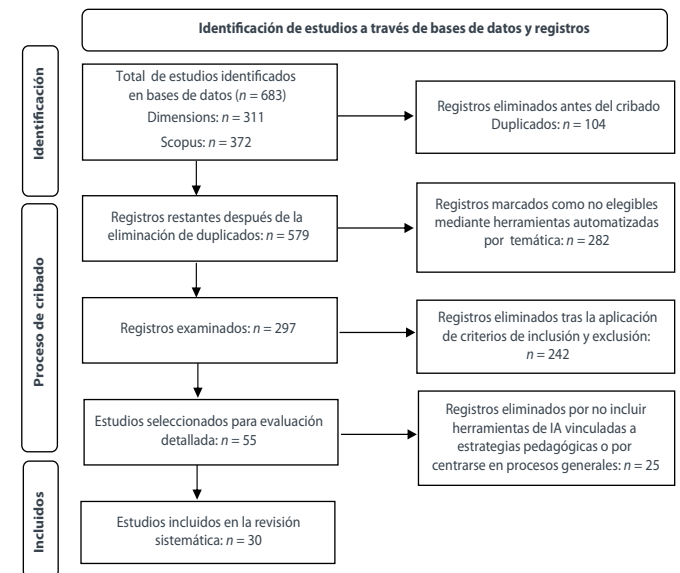 Identificación de estudios a través de bases de datos y registros
Identificación
Total de estudios identificados
en bases de datos (n = 683)
Dimensions: n = 311
Scopus: n = 372
Registros eliminados antes del cribado
Duplicados: n = 104
Proceso de cribado
Registros restantes después de la
eliminación de duplicados: n = 579
Registros marcados como no elegibles
mediante herramientas automatizadas
por temática: n = 282
Registros examinados: n = 297
Registros eliminados tras la aplicación
de criterios de inclusión y exclusión:
n = 242
Estudios seleccionados para evaluación
detallada: n = 55
Registros eliminados por no incluir
herramientas de IA vinculadas a
estrategias pedagógicas o por
centrarse en procesos generales: n = 25
Incluidos
Estudios incluidos en la revisión
sistemática: n = 30